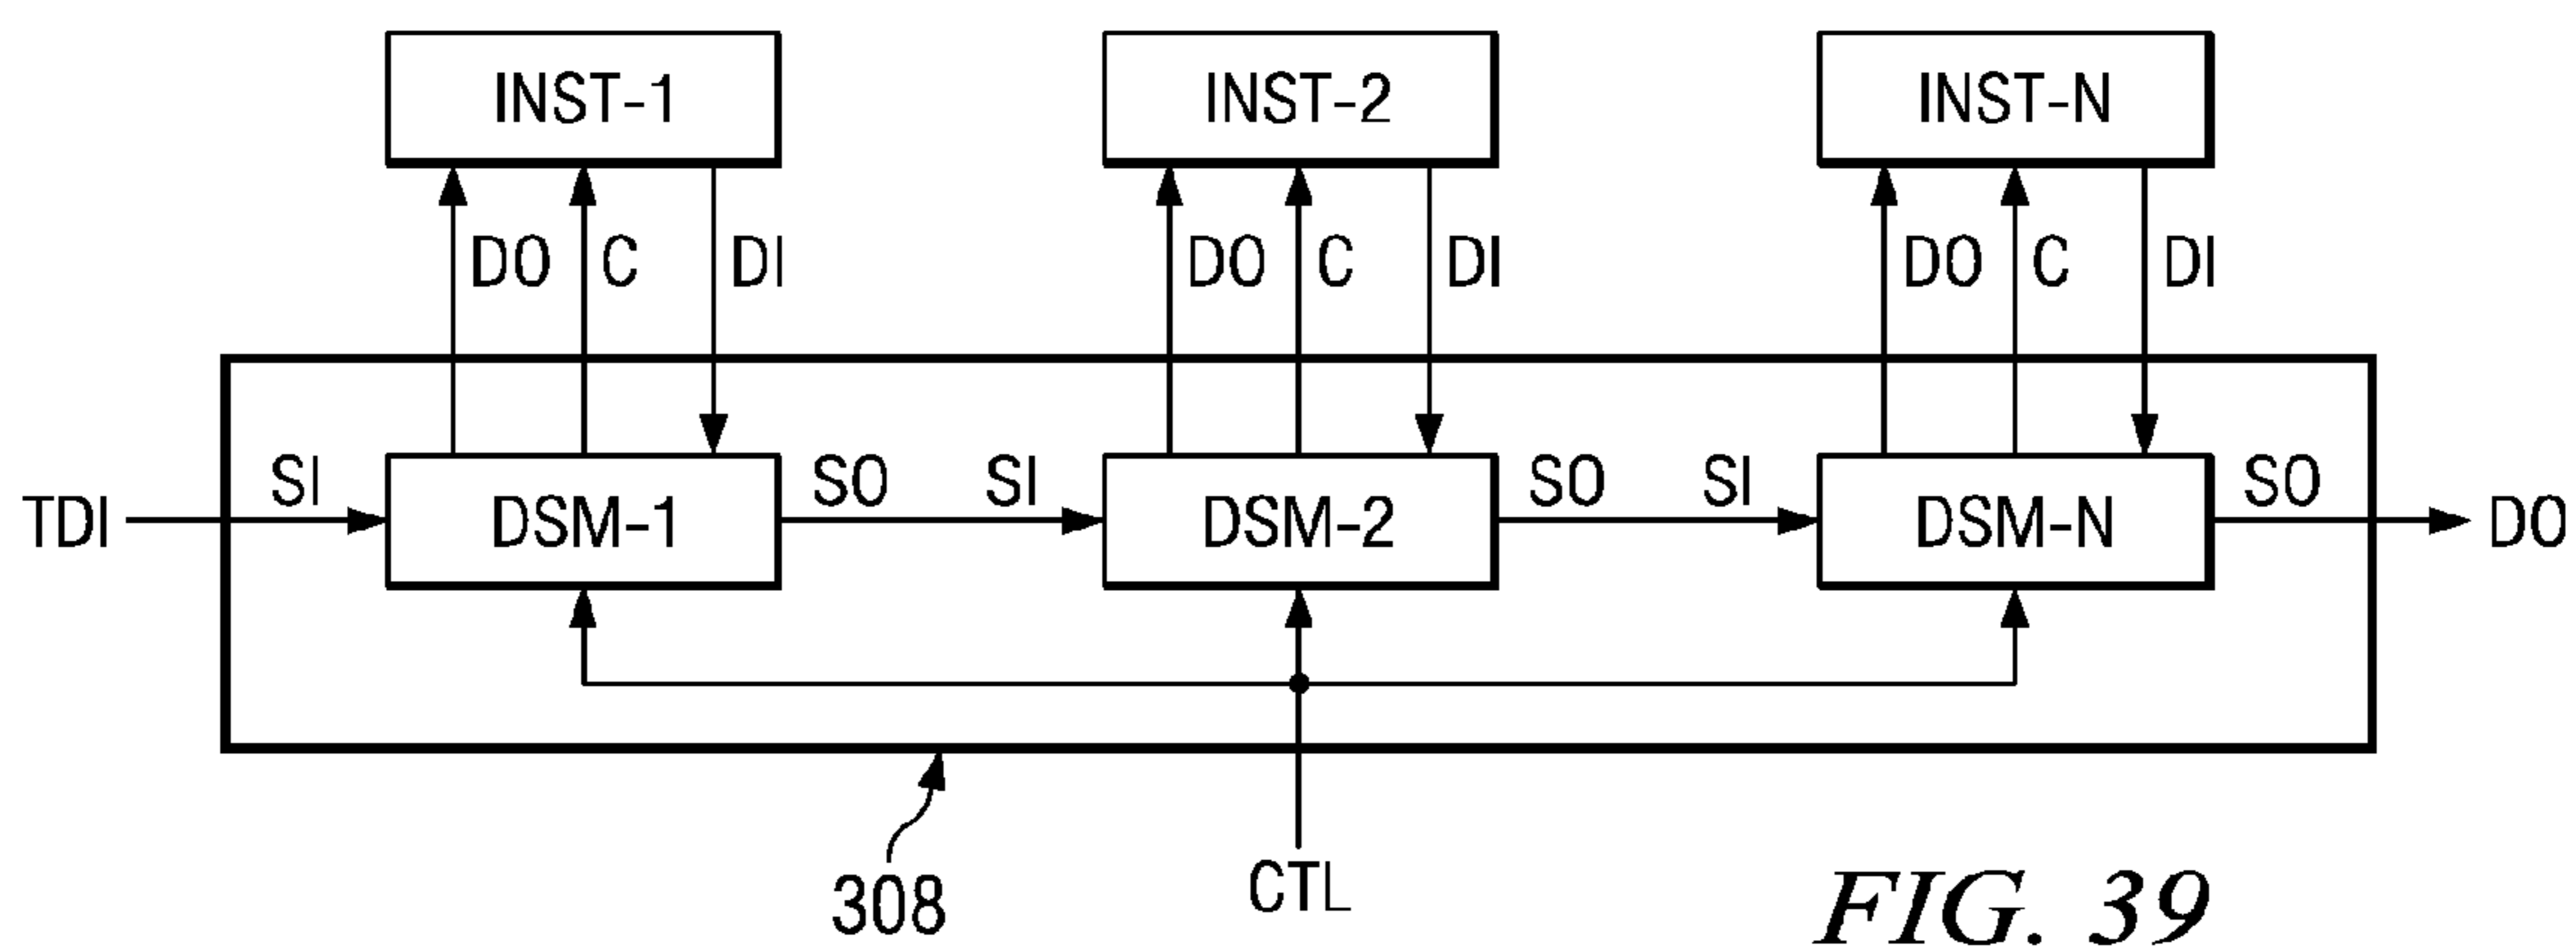 INST-1 INST-2 INST-N
DO C DI DO C DI DO C DI
TDI SI DSM-1 SO SI DSM-2 SO SI DSM-N SO DO
308 CTL FIG. 39